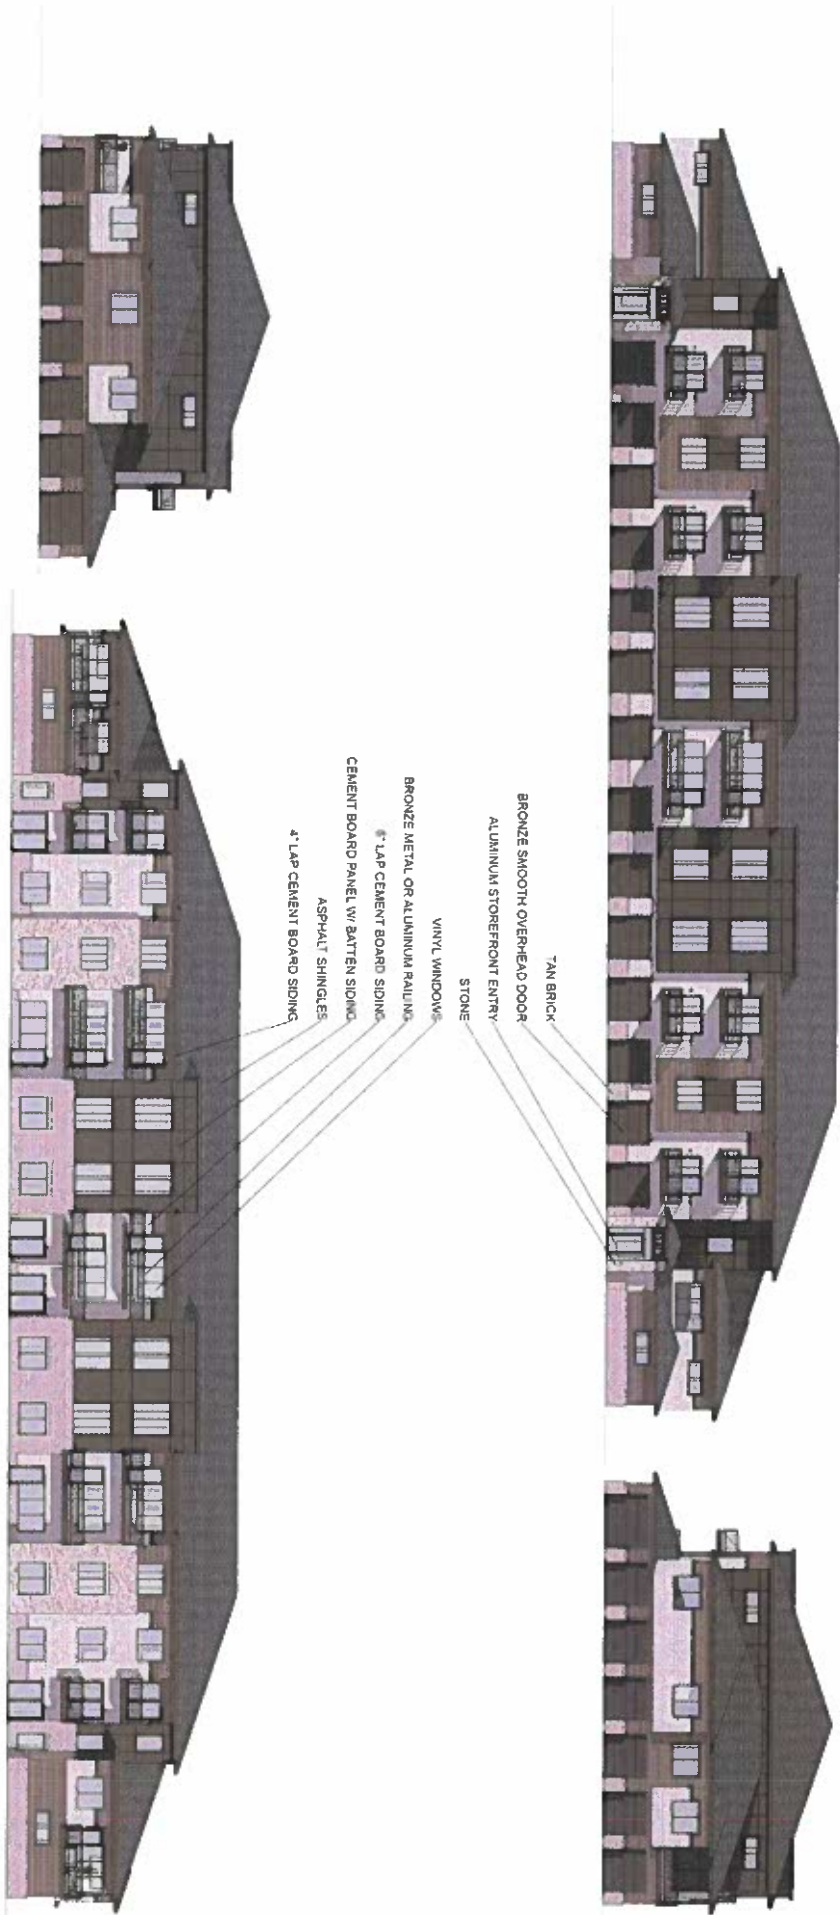 TAN BRICK
BRONZE SMOOTH OVERHEAD DOOR
ALUMINUM STOREFRONT ENTRY
STONE
VINYL WINDOWS
BRONZE METAL OR ALUMINUM RAILING
6" LAP CEMENT BOARD SIDING
CEMENT BOARD PANEL W/ BATTEN SIDING
ASPHALT SHINGLES
4" LAP CEMENT BOARD SIDING